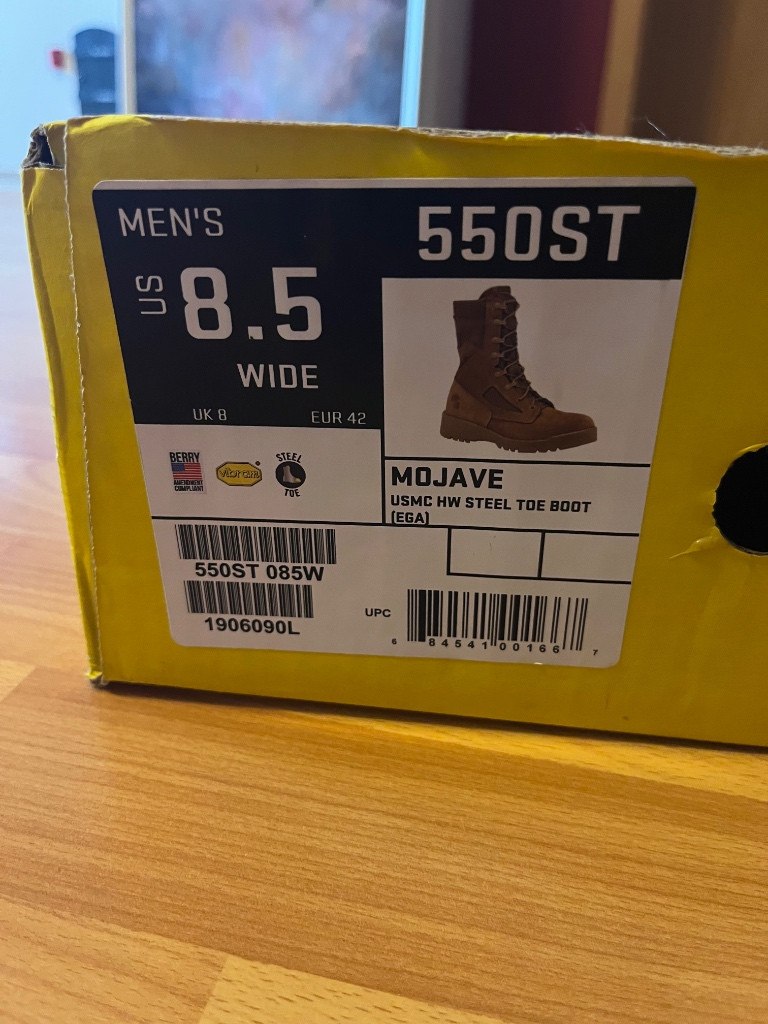 MEN'S
550ST
US
8.5
WIDE
UK 8
EUR 42
BERRY
AMENDMENT
COMPLIANT
vibram
STEEL
TOE
MOJAVE
USMC HW STEEL TOE BOOT
(EGA)
550ST 085W
1906090L
UPC
6 84541 00166 7